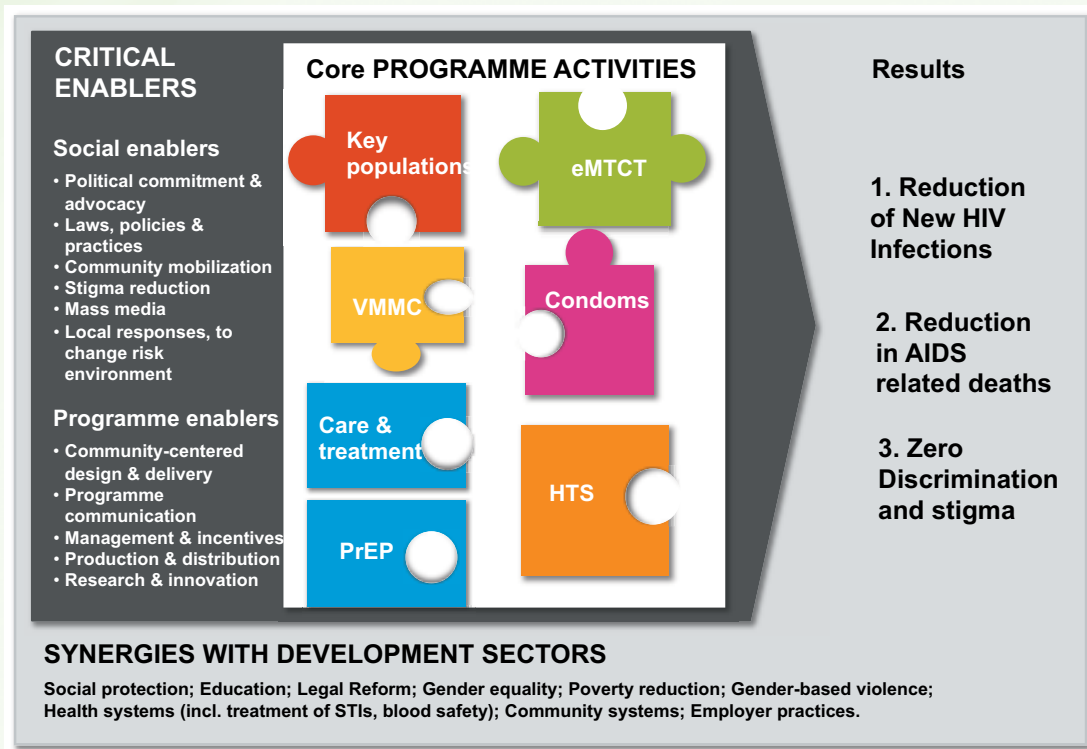 CRITICAL
ENABLERS
Social enablers
• Political commitment &
advocacy
• Laws, policies &
practices
• Community mobilization
• Stigma reduction
• Mass media
• Local responses, to
change risk
environment
Programme enablers
• Community-centered
design & delivery
• Programme
communication
• Management & incentives
• Production & distribution
• Research & innovation
Core PROGRAMME ACTIVITIES
Key
populations
eMTCT
VMMC
Condoms
Care &
treatment
HTS
PrEP
Results
1. Reduction
of New HIV
Infections
2. Reduction
in AIDS
related deaths
3. Zero
Discrimination
and stigma
SYNERGIES WITH DEVELOPMENT SECTORS
Social protection; Education; Legal Reform; Gender equality; Poverty reduction; Gender-based violence;
Health systems (incl. treatment of STIs, blood safety); Community systems; Employer practices.